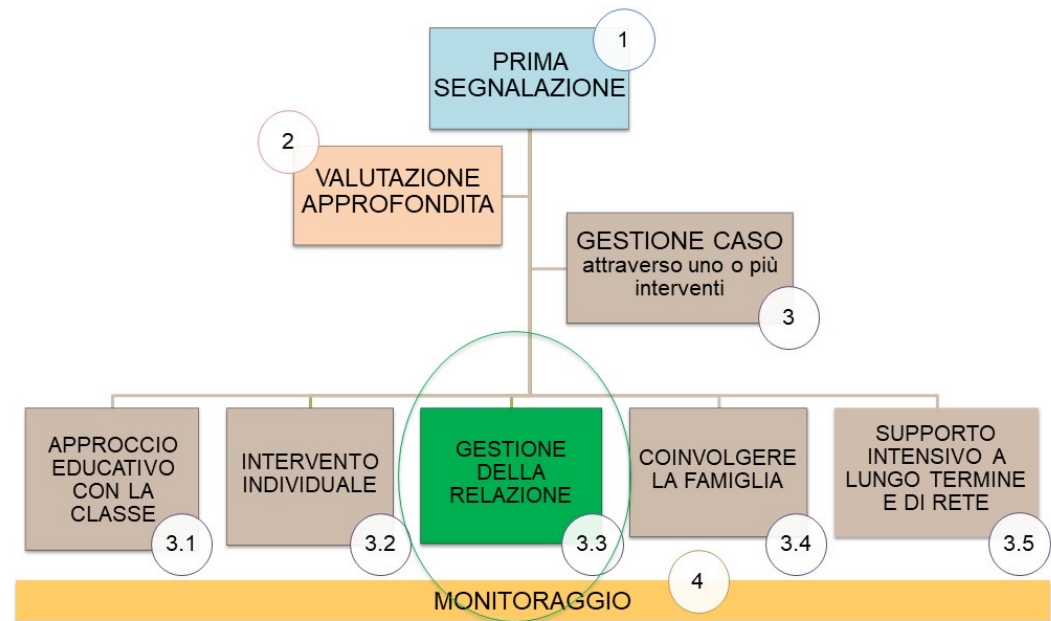 1
PRIMA
SEGNALAZIONE
2
VALUTAZIONE
APPROFONDITA
GESTIONE CASO
attraverso uno o più
interventi
3
APPROCCIO
EDUCATIVO
CON LA
CLASSE
3.1
INTERVENTO
INDIVIDUALE
3.2
GESTIONE
DELLA
RELAZIONE
3.3
COINVOLGERE
LA FAMIGLIA
3.4
SUPPORTO
INTENSIVO A
LUNGO TERMINE
E DI RETE
3.5
4
MONITORAGGIO